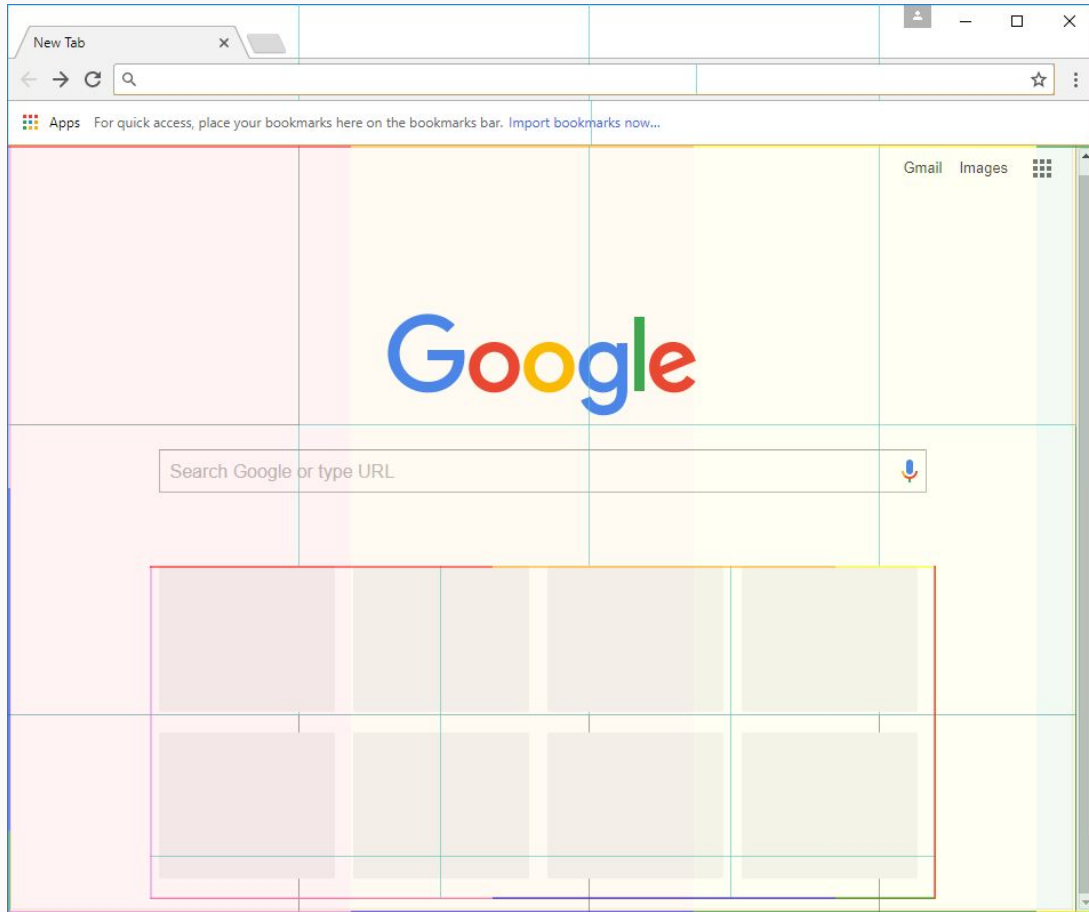 New Tab
Apps For quick access, place your bookmarks here on the bookmarks bar. Import bookmarks now...
Gmail Images
Google
Search Google or type URL